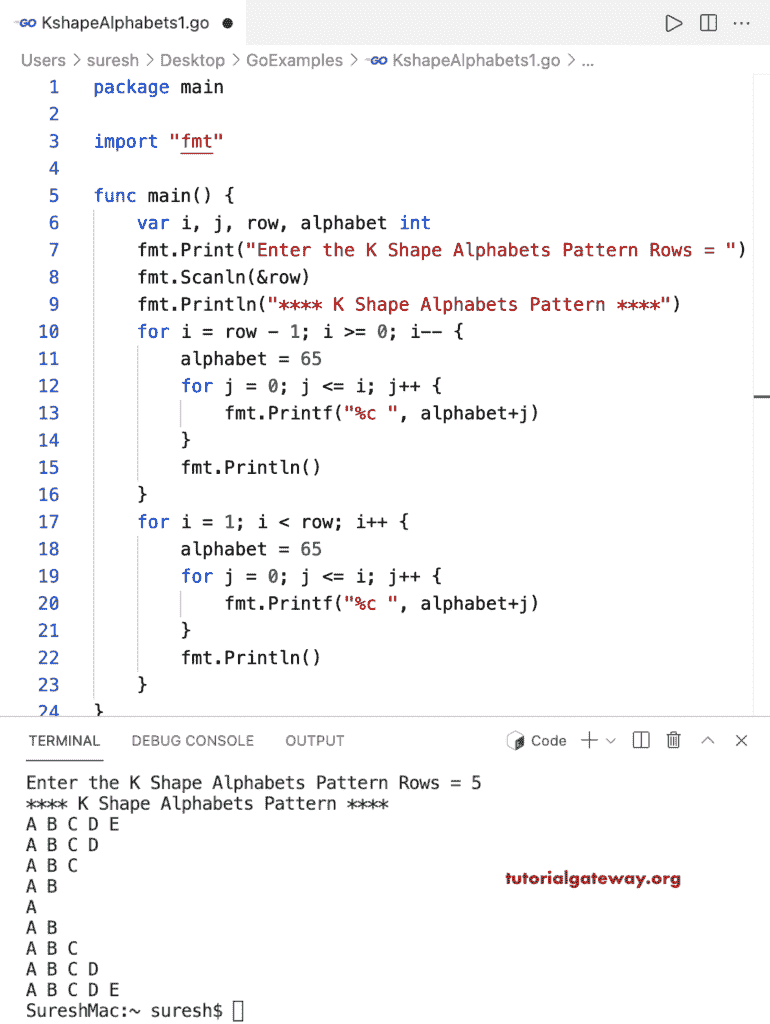 GO KshapeAlphabets1.go ● ...
Users > suresh > Desktop > GoExamples > GO KshapeAlphabets1.go > ...
1 package main
2
3 import "fmt"
4
5 func main() {
6     var i, j, row, alphabet int
7     fmt.Print("Enter the K Shape Alphabets Pattern Rows = ")
8     fmt.Scanln(&row)
9     fmt.Println("**** K Shape Alphabets Pattern ****")
10     for i = row - 1; i >= 0; i-- {
11         alphabet = 65
12         for j = 0; j <= i; j++ {
13             fmt.Printf("%c ", alphabet+j)
14         }
15         fmt.Println()
16     }
17     for i = 1; i < row; i++ {
18         alphabet = 65
19         for j = 0; j <= i; j++ {
20             fmt.Printf("%c ", alphabet+j)
21         }
22         fmt.Println()
23     }
24 }
TERMINAL DEBUG CONSOLE OUTPUT Code
Enter the K Shape Alphabets Pattern Rows = 5
**** K Shape Alphabets Pattern ****
A B C D E
A B C D
A B C
A B
tutorialgateway.org
A
A B
A B C
A B C D
A B C D E
SureshMac:~ suresh$